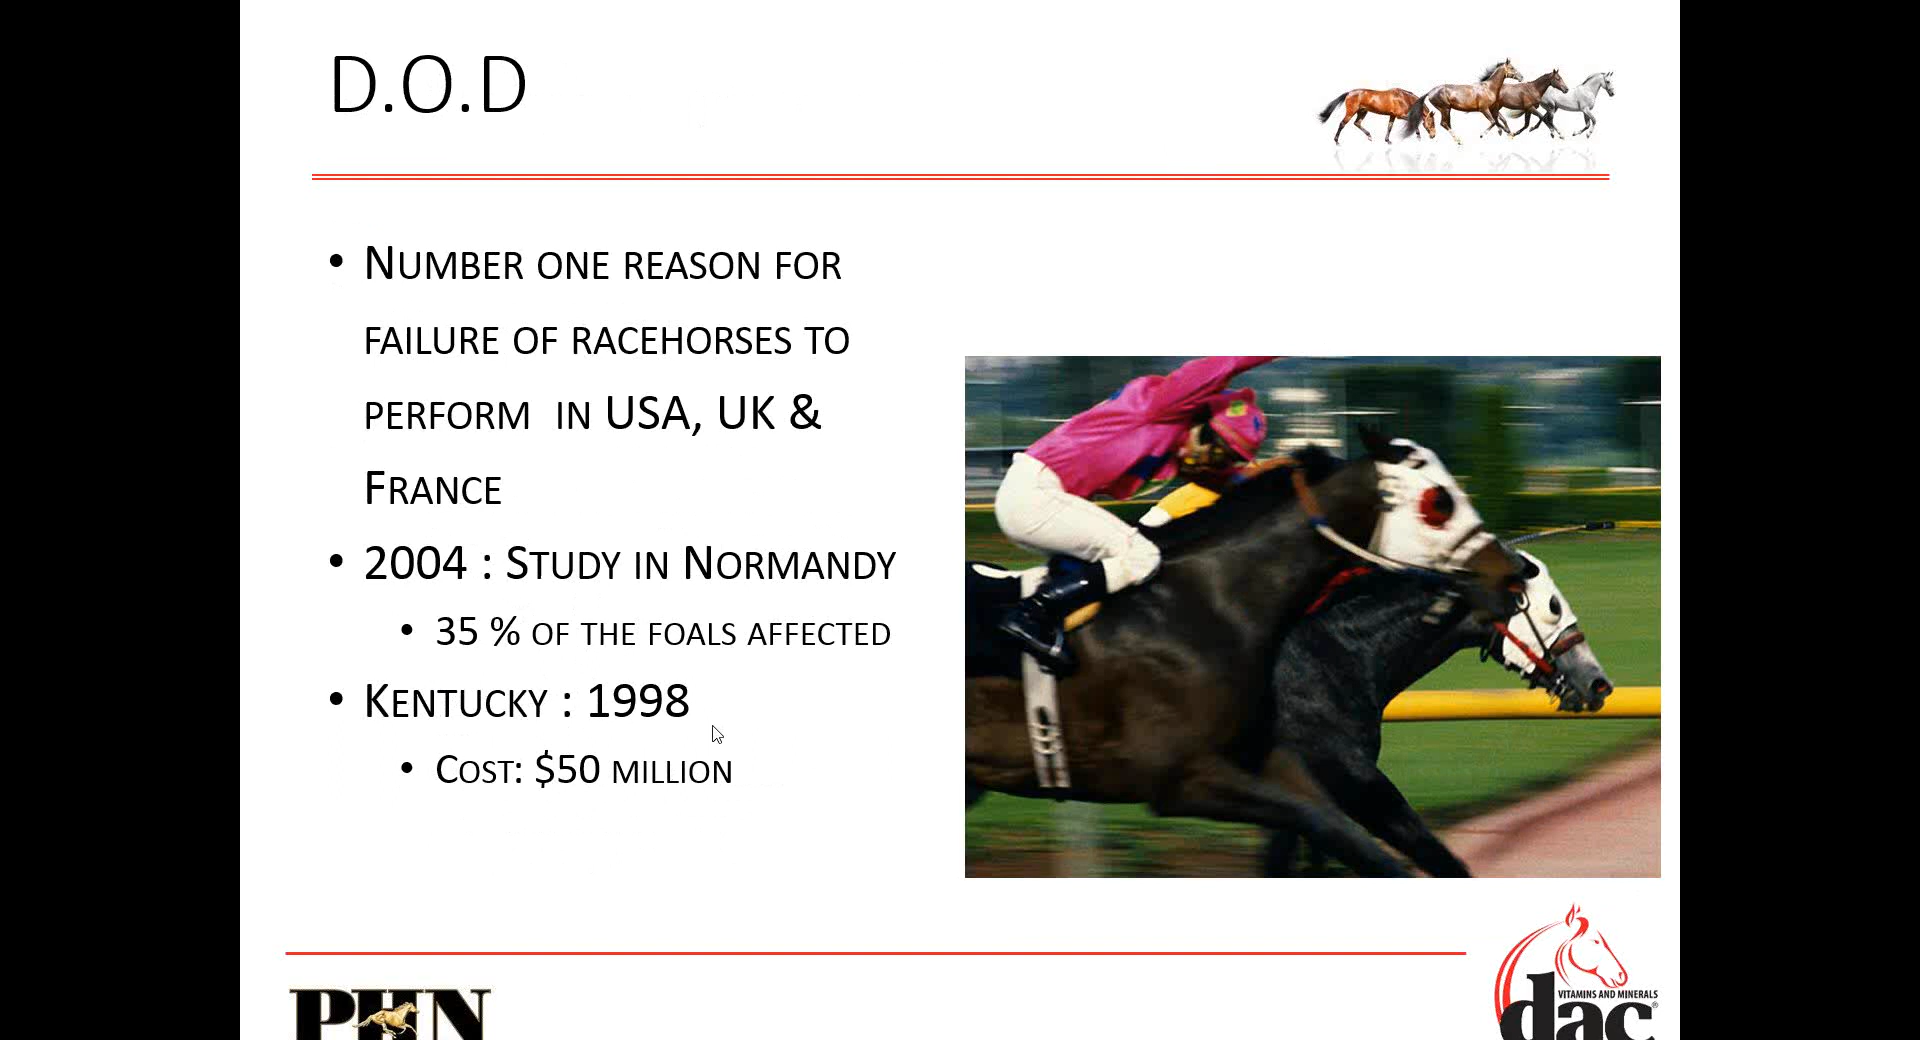 D.O.D
• Number one reason for
failure of racehorses to
perform in USA, UK &
France
• 2004 : Study in Normandy
• 35 % of the foals affected
• Kentucky : 1998
• Cost: $50 million
PHN
VITAMINS AND MINERALS
dac®